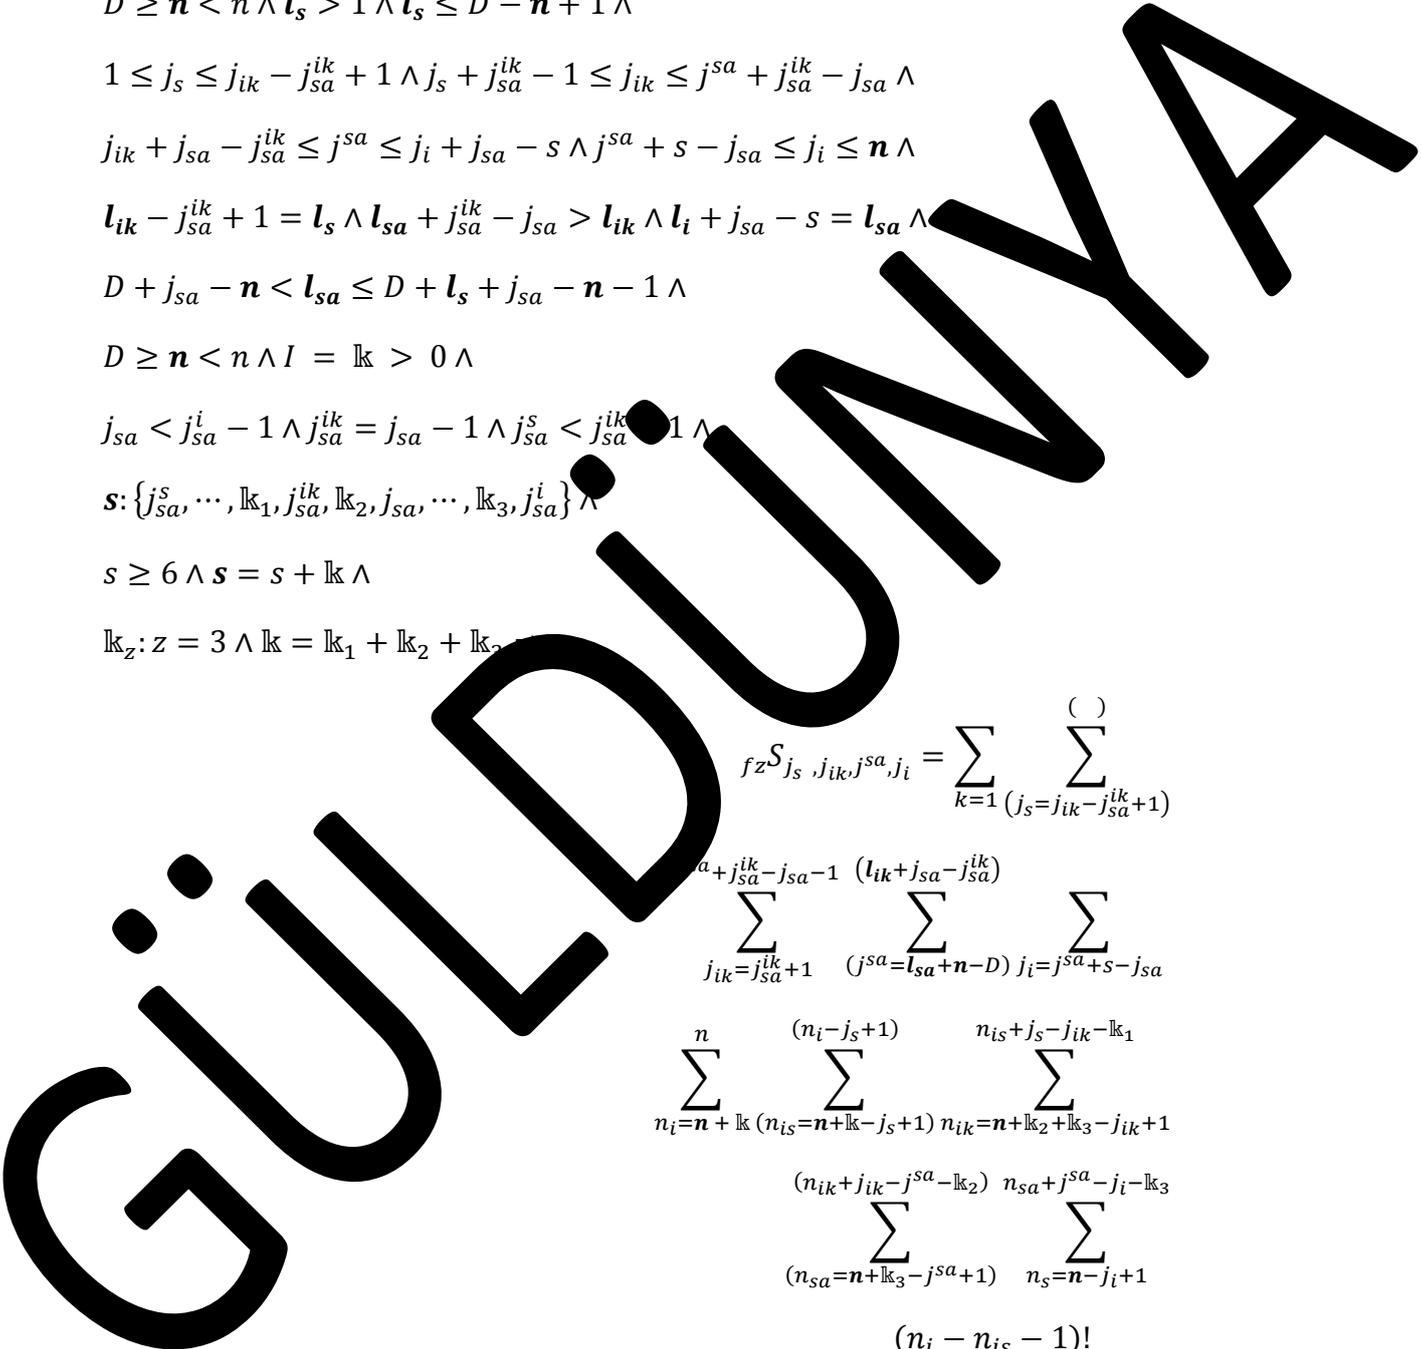 D ≥ n < n ∧ l_s > 1 ∧ l_s ≤ D − n + 1 ∧
1 ≤ j_s ≤ j_{ik} − j_{sa}^{ik} + 1 ∧ j_s + j_{sa}^{ik} − 1 ≤ j_{ik} ≤ j^{sa} + j_{sa}^{ik} − j_{sa} ∧
j_{ik} + j_{sa} − j_{sa}^{ik} ≤ j^{sa} ≤ j_i + j_{sa} − s ∧ j^{sa} + s − j_{sa} ≤ j_i ≤ n ∧
l_{ik} − j_{sa}^{ik} + 1 = l_s ∧ l_{sa} + j_{sa}^{ik} − j_{sa} > l_{ik} ∧ l_i + j_{sa} − s = l_{sa} ∧
D + j_{sa} − n < l_{sa} ≤ D + l_s + j_{sa} − n − 1 ∧
D ≥ n < n ∧ I = 𝕜 > 0 ∧
j_{sa} < j_{sa}^{i} − 1 ∧ j_{sa}^{ik} = j_{sa} − 1 ∧ j_{sa}^{s} < j_{sa}^{ik} 1 ∧
s: {j_{sa}^{s}, ⋯ , 𝕜_1, j_{sa}^{ik}, 𝕜_2, j_{sa}, ⋯ , 𝕜_3, j_{sa}^{i}} ∧
s ≥ 6 ∧ s = s + 𝕜 ∧
𝕜_z: z = 3 ∧ 𝕜 = 𝕜_1 + 𝕜_2 + 𝕜_3
GÜLDÜNYA
( )
_{fz}S_{j_s ,j_{ik},j^{sa},j_i} = ∑ ∑
k=1 (j_s=j_{ik}−j_{sa}^{ik}+1)
^{a}+j_{sa}^{ik}−j_{sa}−1 (l_{ik}+j_{sa}−j_{sa}^{ik})
∑ ∑ ∑
j_{ik}=j_{sa}^{ik}+1 (j^{sa}=l_{sa}+n−D) j_i=j^{sa}+s−j_{sa}
n (n_i−j_s+1) n_{is}+j_s−j_{ik}−𝕜_1
∑ ∑ ∑
n_i=n + 𝕜 (n_{is}=n+𝕜−j_s+1) n_{ik}=n+𝕜_2+𝕜_3−j_{ik}+1
(n_{ik}+j_{ik}−j^{sa}−𝕜_2) n_{sa}+j^{sa}−j_i−𝕜_3
∑ ∑
(n_{sa}=n+𝕜_3−j^{sa}+1) n_s=n−j_i+1
(n_i − n_{is} − 1)!